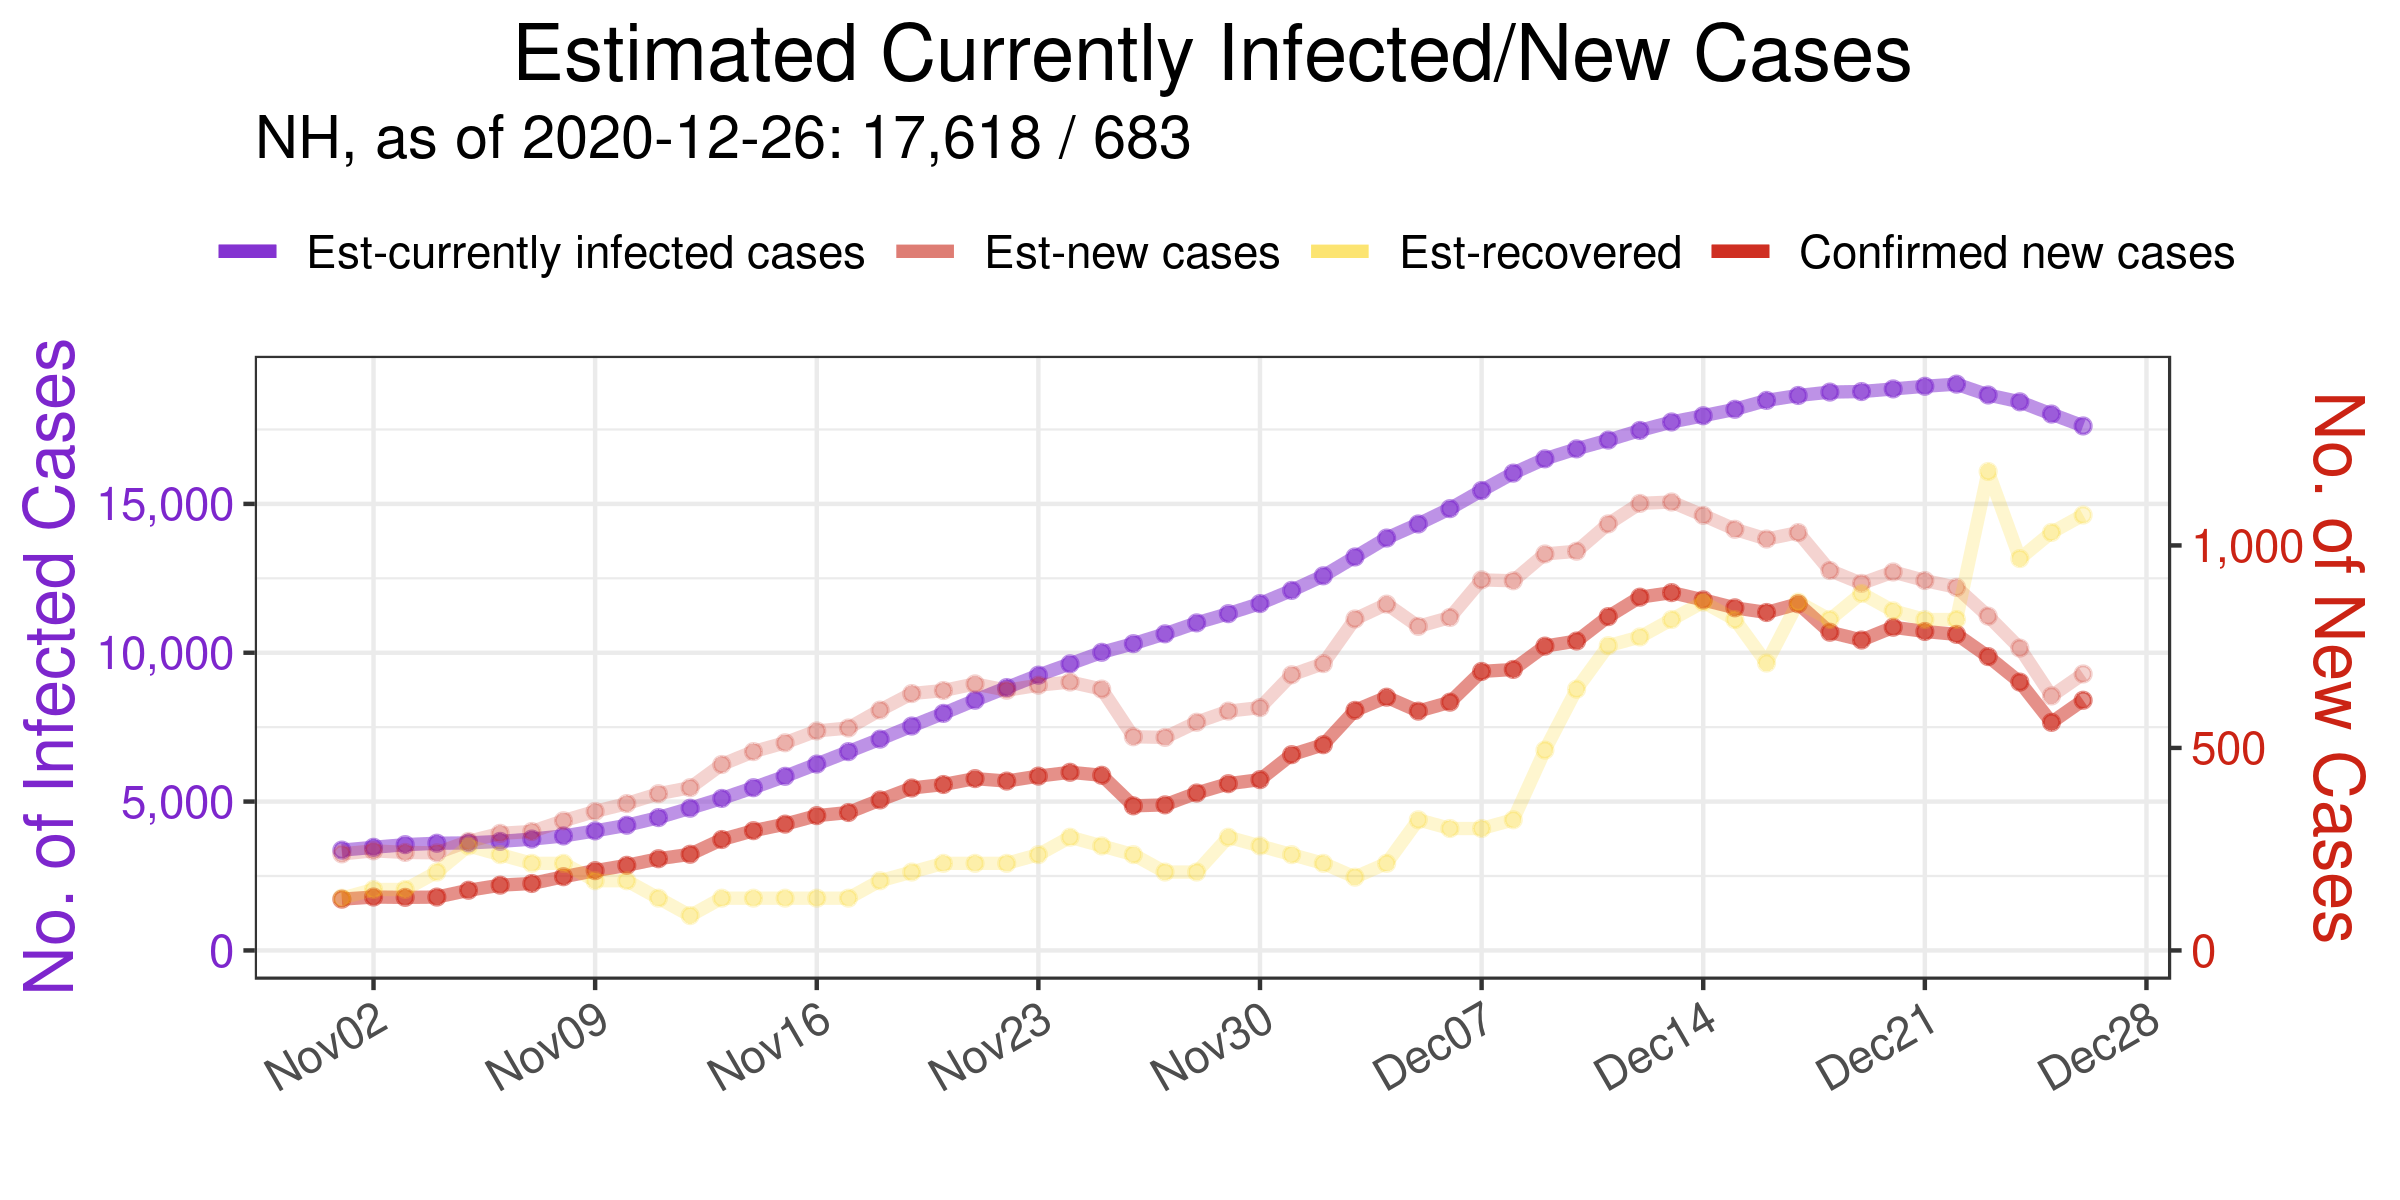 Estimated Currently Infected/New Cases
NH, as of 2020-12-26: 17,618 / 683
Est-currently infected cases Est-new cases Est-recovered Confirmed new cases
No. of Infected Cases
15,000
10,000
5,000
0
1,000
500
0
No. of New Cases
Nov02 Nov09 Nov16 Nov23 Nov30 Dec07 Dec14 Dec21 Dec28